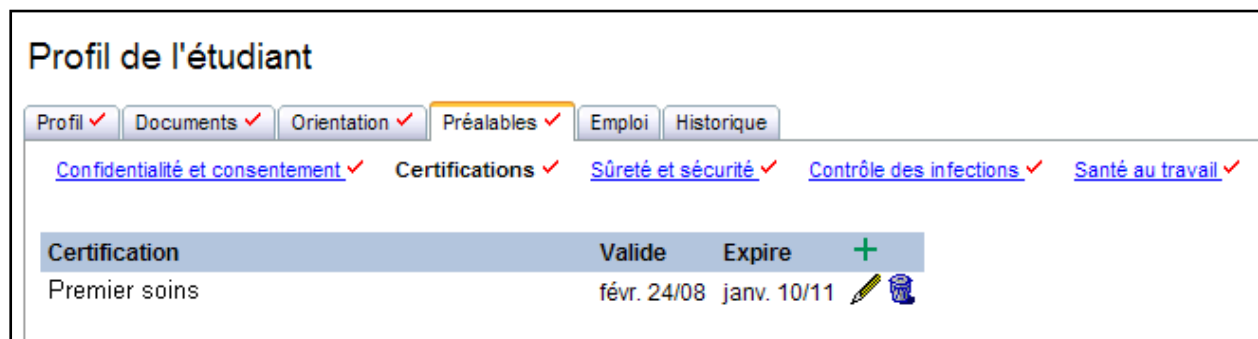 Profil de l'étudiant
Profil Documents Orientation Préalables Emploi Historique
Confidentialité et consentement Certifications Sûreté et sécurité Contrôle des infections Santé au travail
Certification Valide Expire
Premier soins févr. 24/08 janv. 10/11